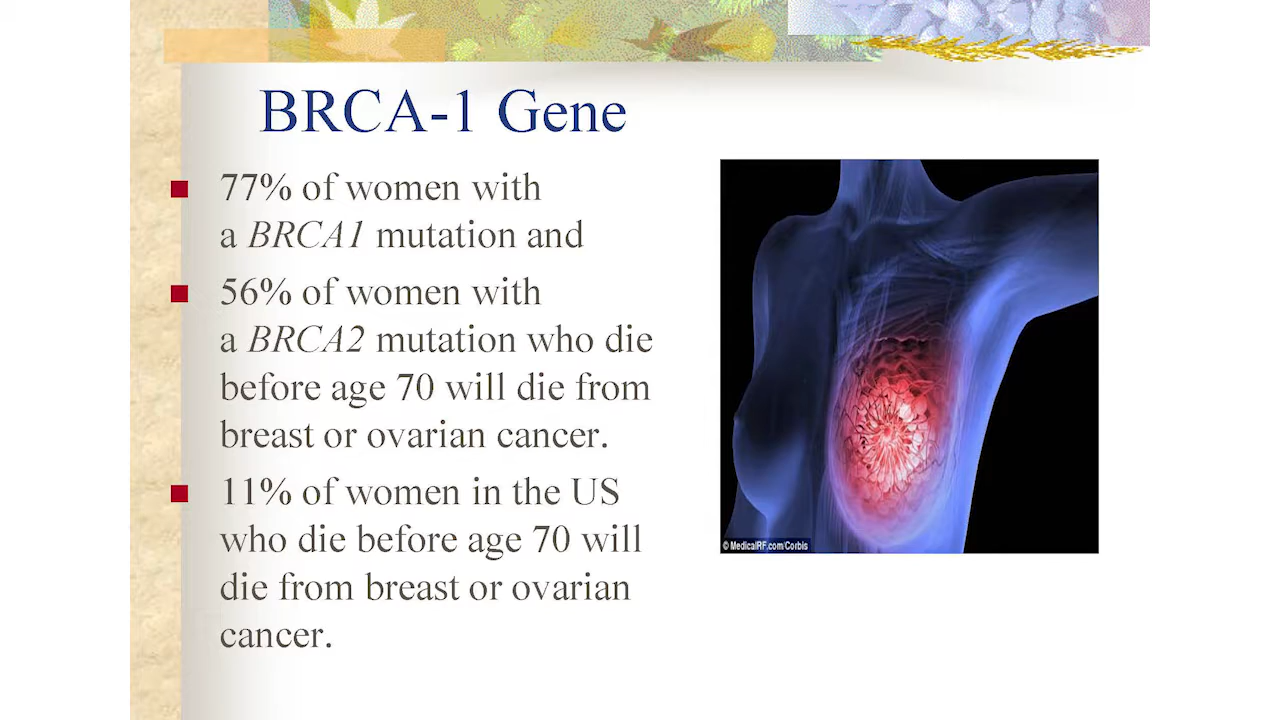 BRCA-1 Gene
77% of women with
a BRCA1 mutation and
56% of women with
a BRCA2 mutation who die
before age 70 will die from
breast or ovarian cancer.
11% of women in the US
who die before age 70 will
die from breast or ovarian
cancer.
© MedicalRF.com/Corbis